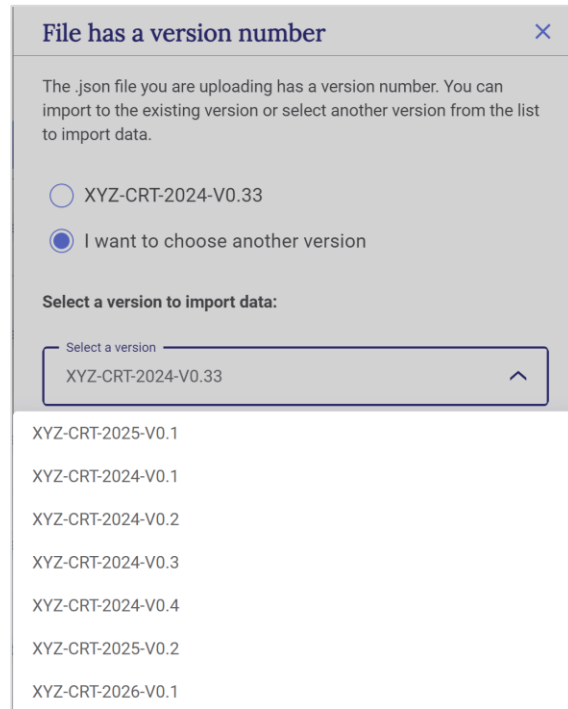 File has a version number
The .json file you are uploading has a version number. You can
import to the existing version or select another version from the list
to import data.
XYZ-CRT-2024-V0.33
I want to choose another version
Select a version to import data:
Select a version
XYZ-CRT-2024-V0.33
XYZ-CRT-2025-V0.1
XYZ-CRT-2024-V0.1
XYZ-CRT-2024-V0.2
XYZ-CRT-2024-V0.3
XYZ-CRT-2024-V0.4
XYZ-CRT-2025-V0.2
XYZ-CRT-2026-V0.1